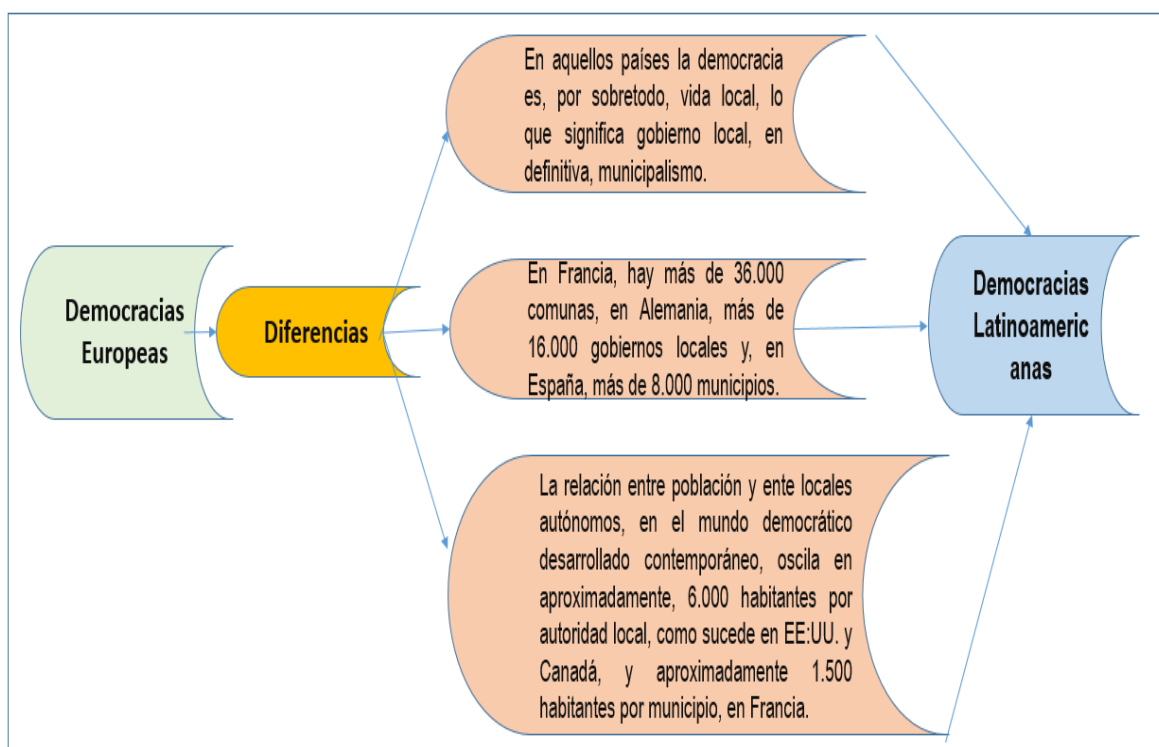 Democracias
Europeas
Diferencias
En aquellos países la democracia
es, por sobretodo, vida local, lo
que significa gobierno local, en
definitiva, municipalismo.
En Francia, hay más de 36.000
comunas, en Alemania, más de
16.000 gobiernos locales y, en
España, más de 8.000 municipios.
La relación entre población y ente locales
autónomos, en el mundo democrático
desarrollado contemporáneo, oscila en
aproximadamente, 6.000 habitantes por
autoridad local, como sucede en EE:UU. y
Canadá, y aproximadamente 1.500
habitantes por municipio, en Francia.
Democracias
Latinoameric
anas